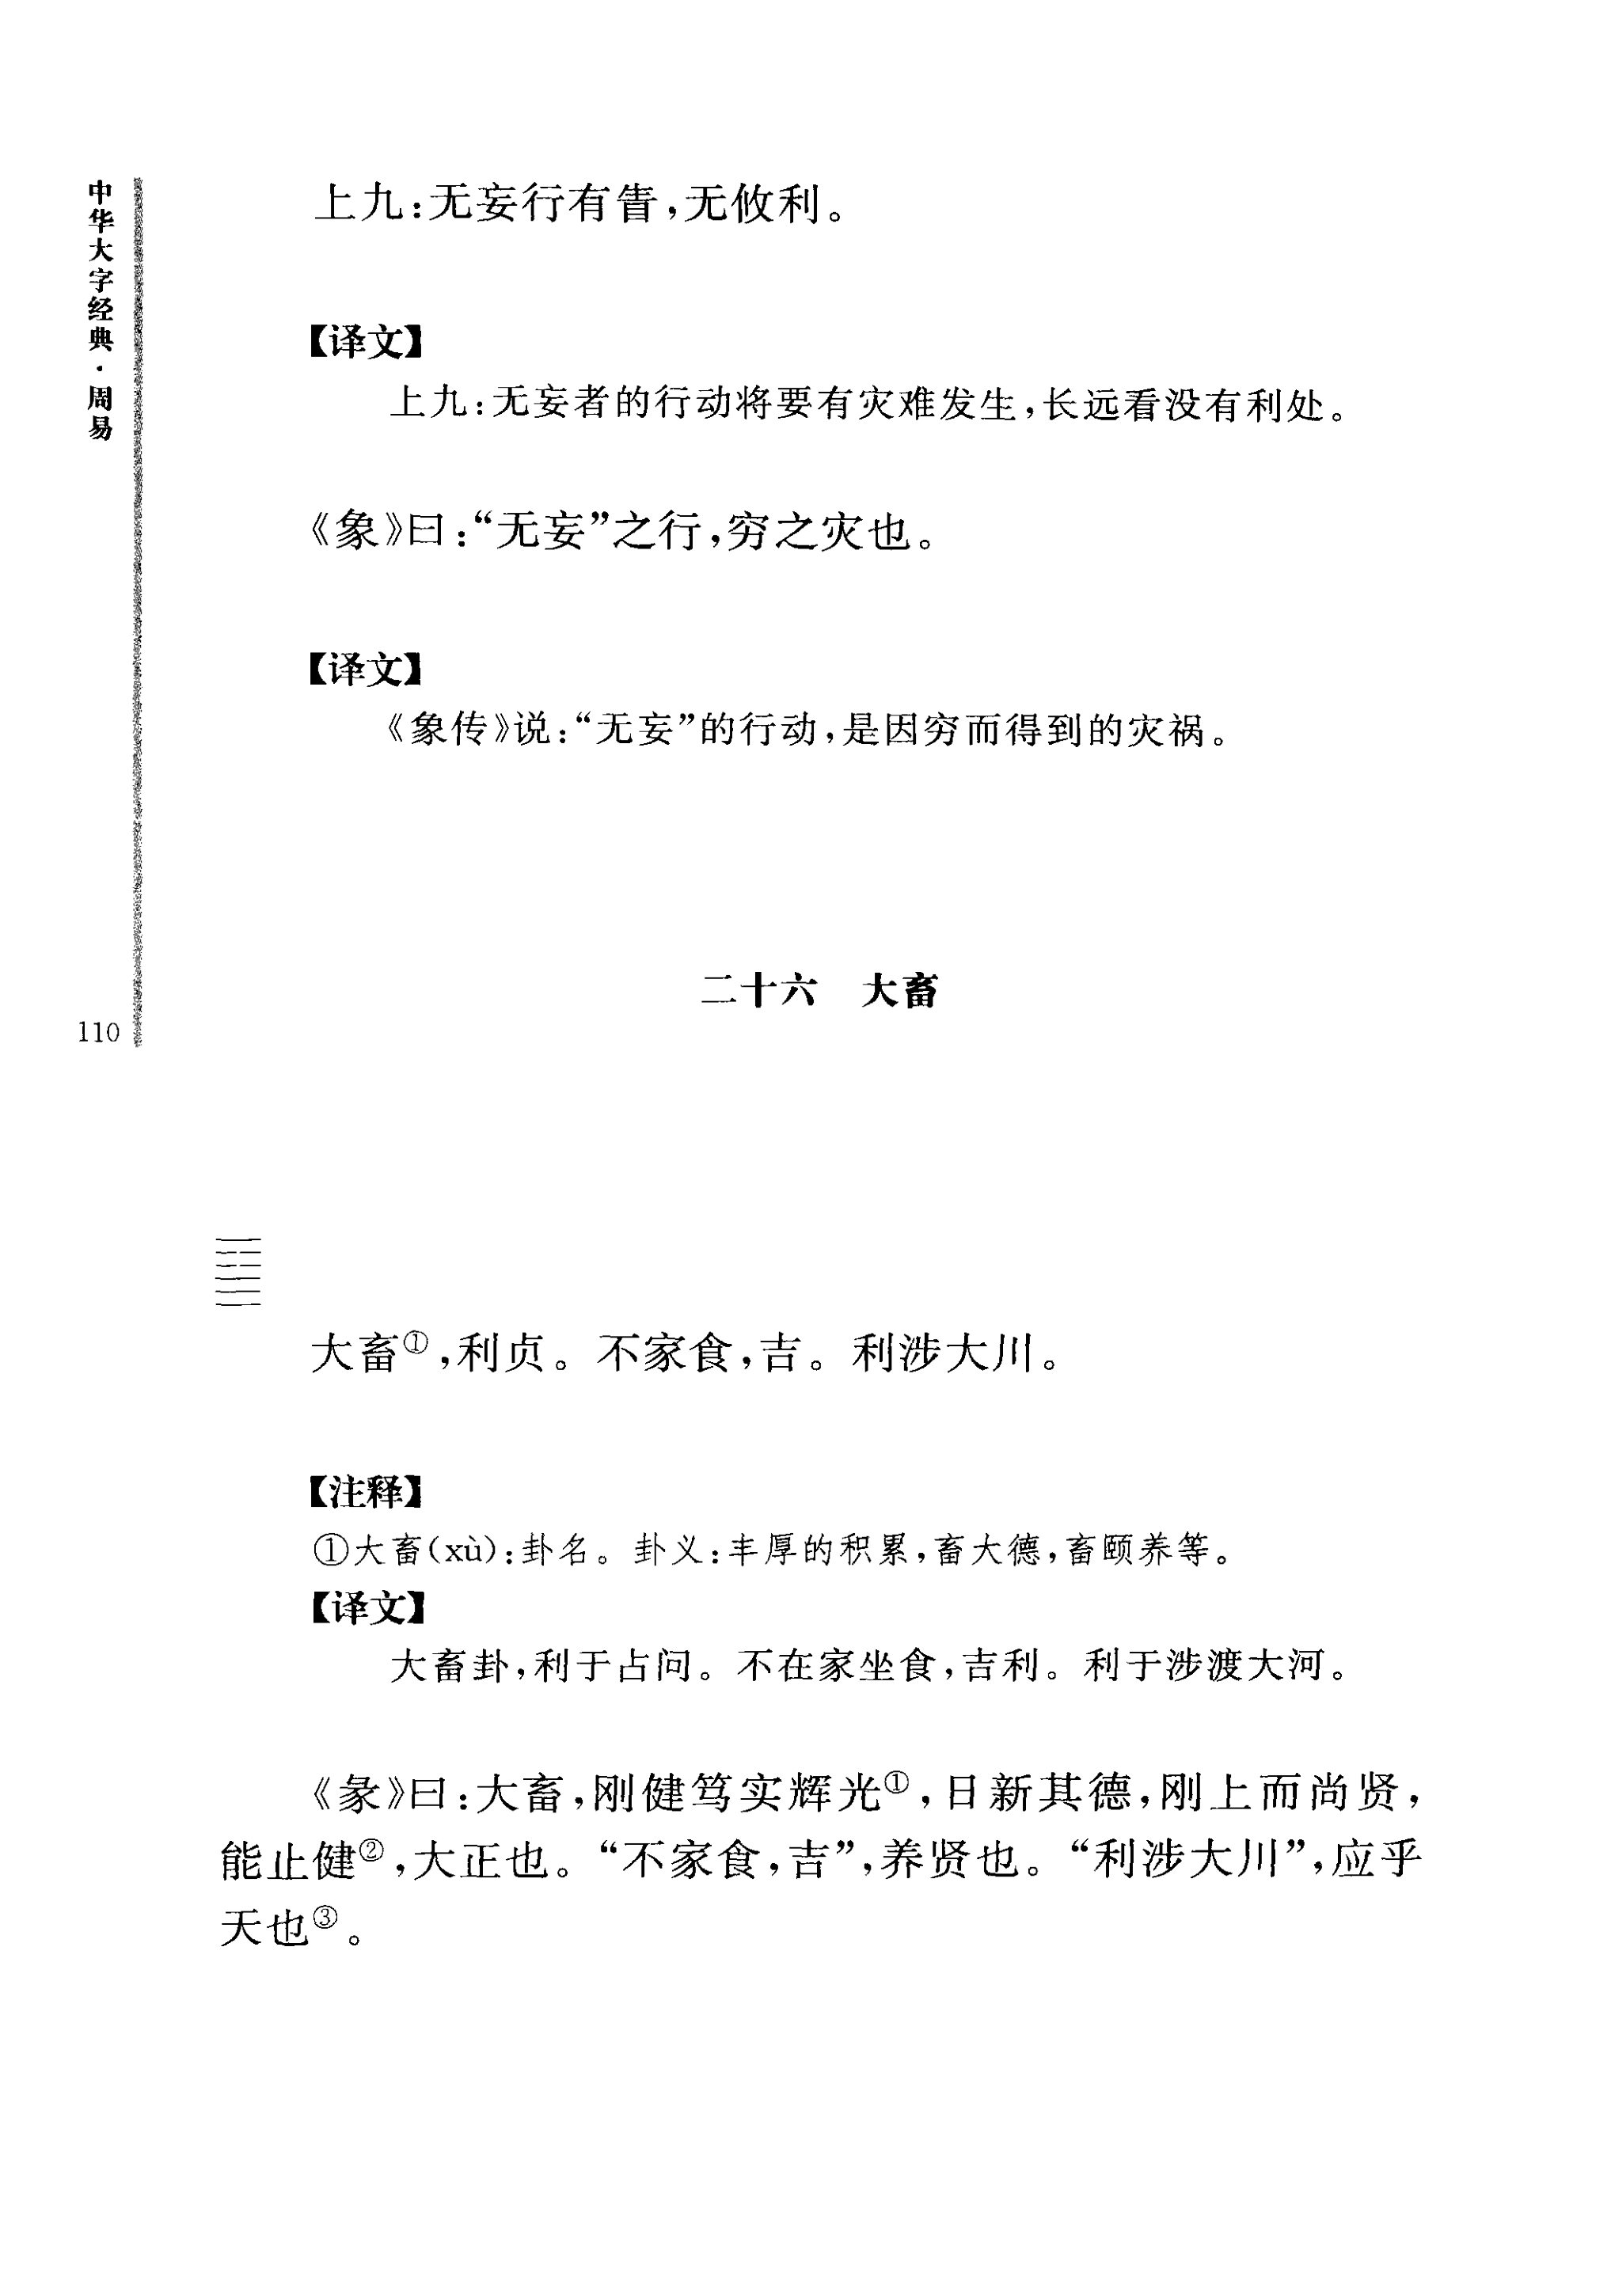 中华大字经典·周易
110
上九:无妄行有眚,无攸利。
【译文】
上九:无妄者的行动将要有灾难发生,长远看没有利处。
《象》曰:“无妄”之行,穷之灾也。
【译文】
《象传》说:“无妄”的行动,是因穷而得到的灾祸。
二十六　大畜
大畜①,利贞。不家食,吉。利涉大川。
【注释】
①大畜(xù):卦名。卦义:丰厚的积累,畜大德,畜颐养等。
【译文】
大畜卦,利于占问。不在家坐食,吉利。利于涉渡大河。
《彖》曰:大畜,刚健笃实辉光①,日新其德,刚上而尚贤,
能止健②,大正也。“不家食,吉”,养贤也。“利涉大川”,应乎
天也③。